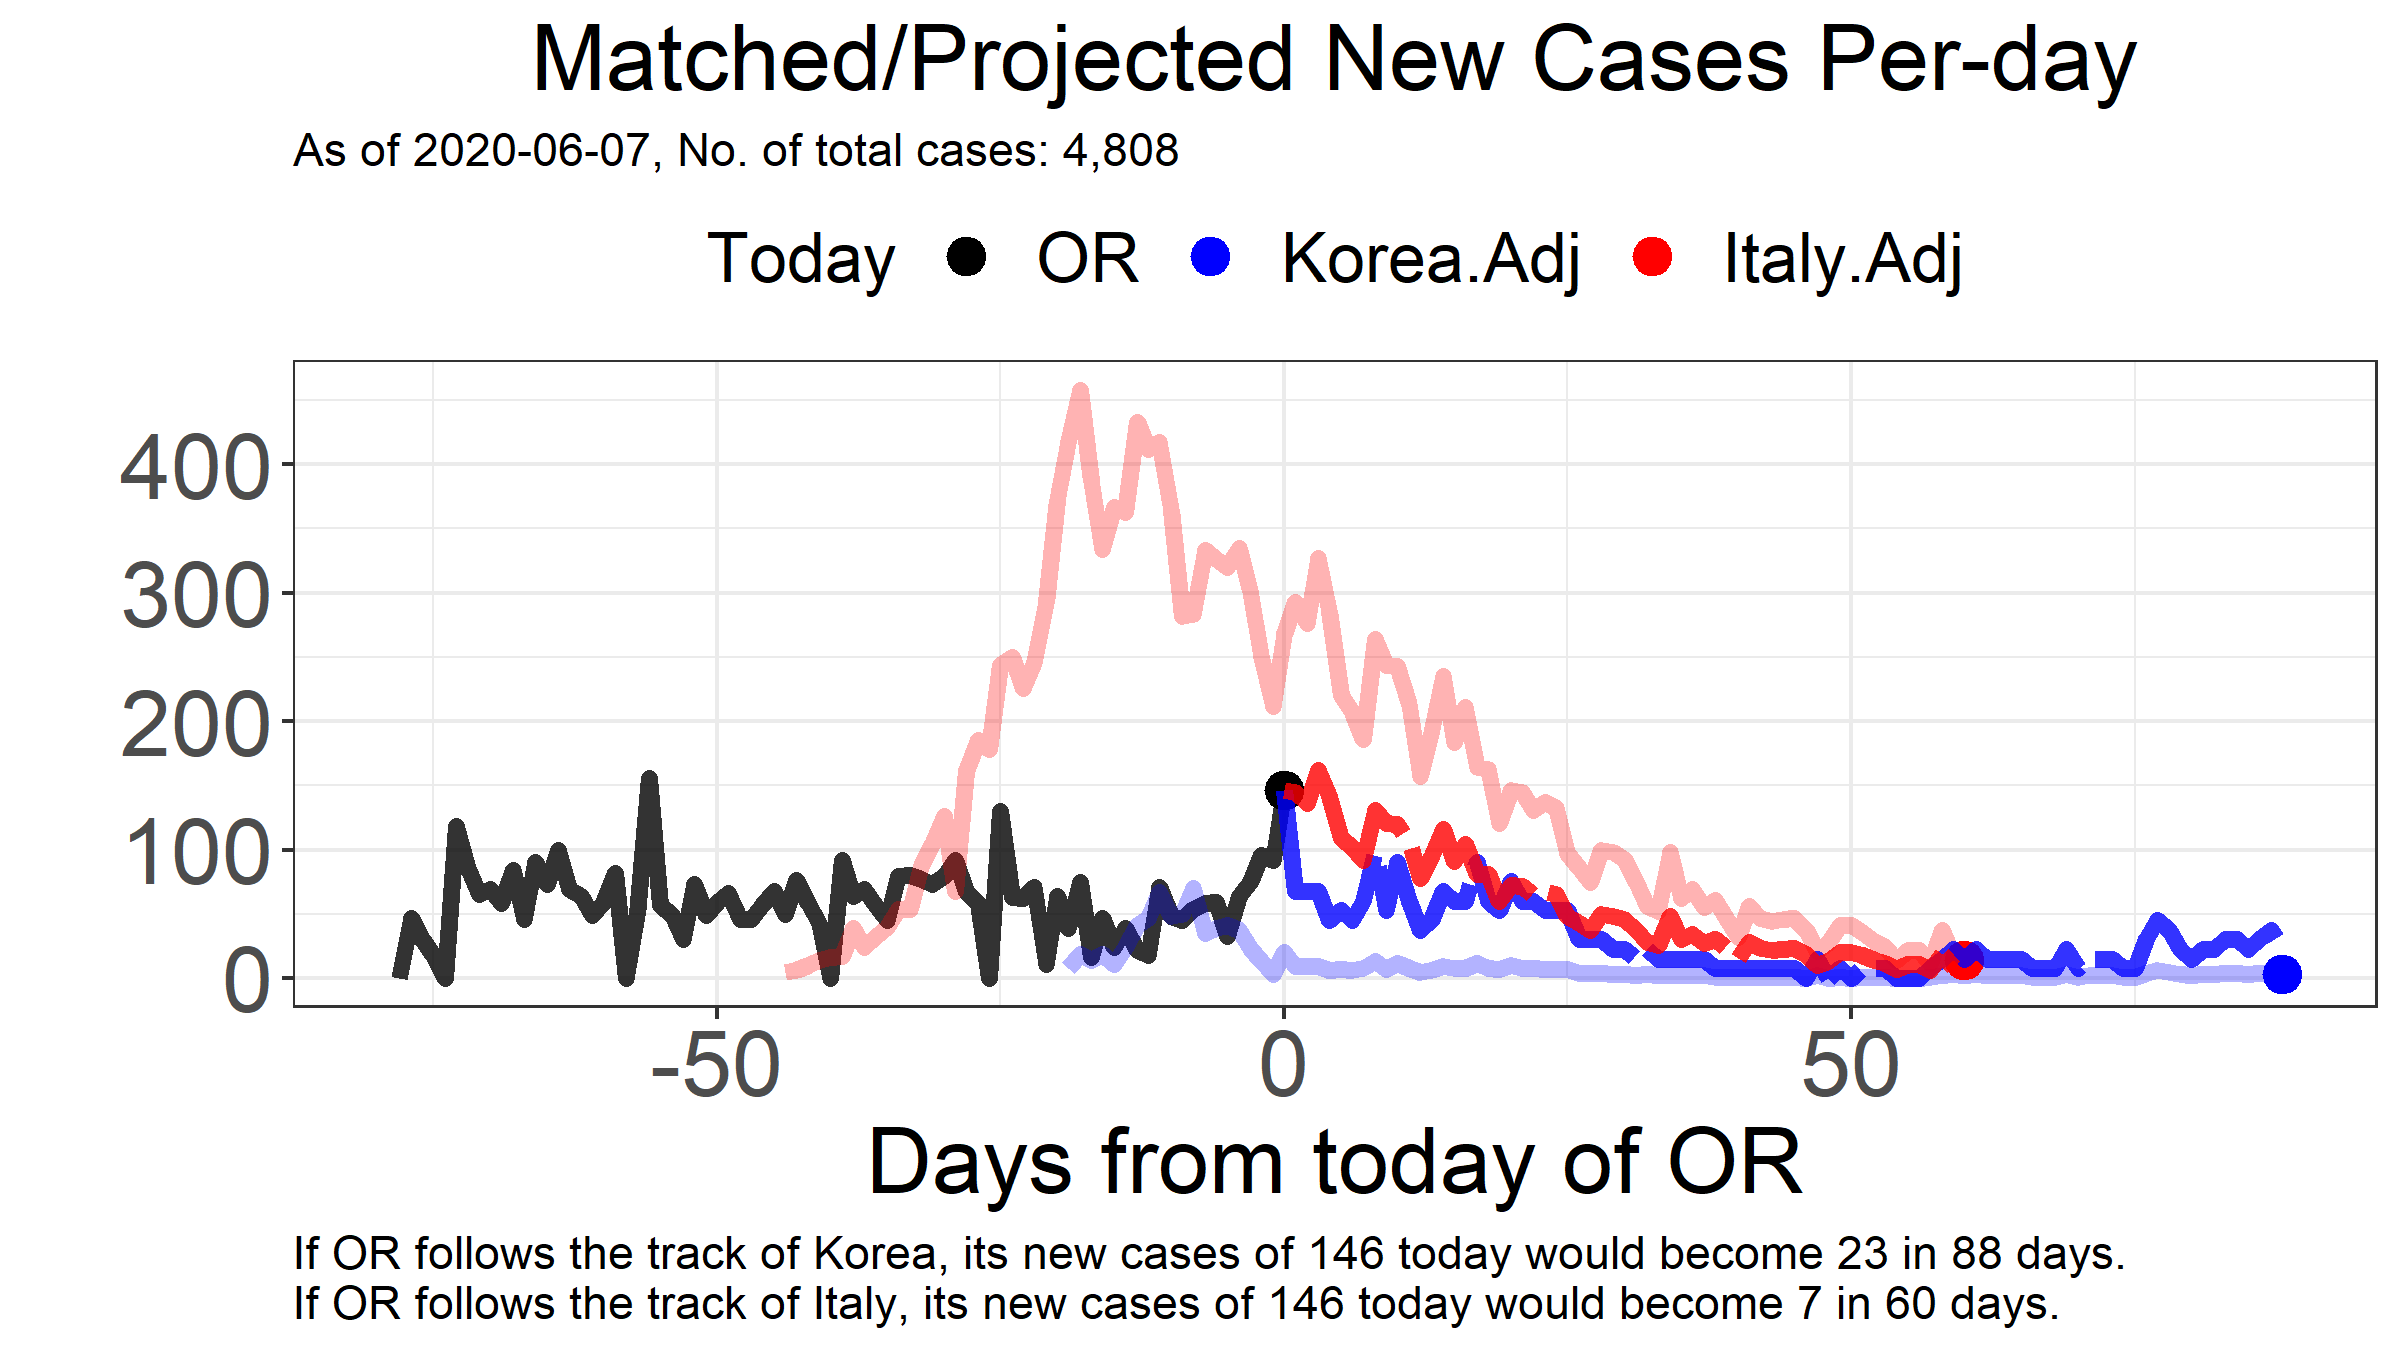 Matched/Projected New Cases Per-day
As of 2020-06-07, No. of total cases: 4,808
Today OR Korea.Adj Italy.Adj
400
300
200
100
0
-50 0 50
Days from today of OR
If OR follows the track of Korea, its new cases of 146 today would become 23 in 88 days.
If OR follows the track of Italy, its new cases of 146 today would become 7 in 60 days.